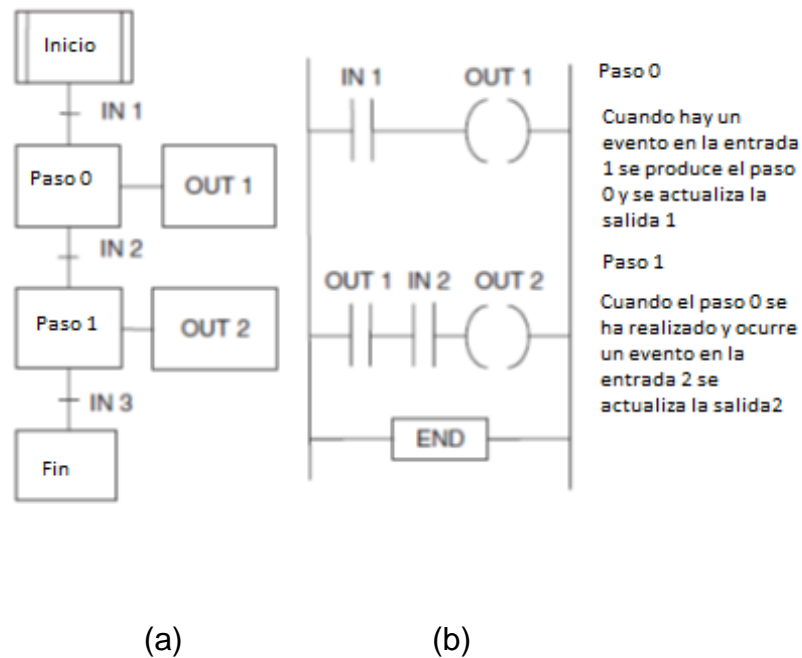 Inicio
IN 1
Paso 0
OUT 1
IN 2
Paso 1
OUT 2
IN 3
Fin
IN 1 OUT 1
OUT 1 IN 2 OUT 2
END
Paso 0
Cuando hay un
evento en la entrada
1 se produce el paso
0 y se actualiza la
salida 1
Paso 1
Cuando el paso 0 se
ha realizado y ocurre
un evento en la
entrada 2 se
actualiza la salida2
(a) (b)